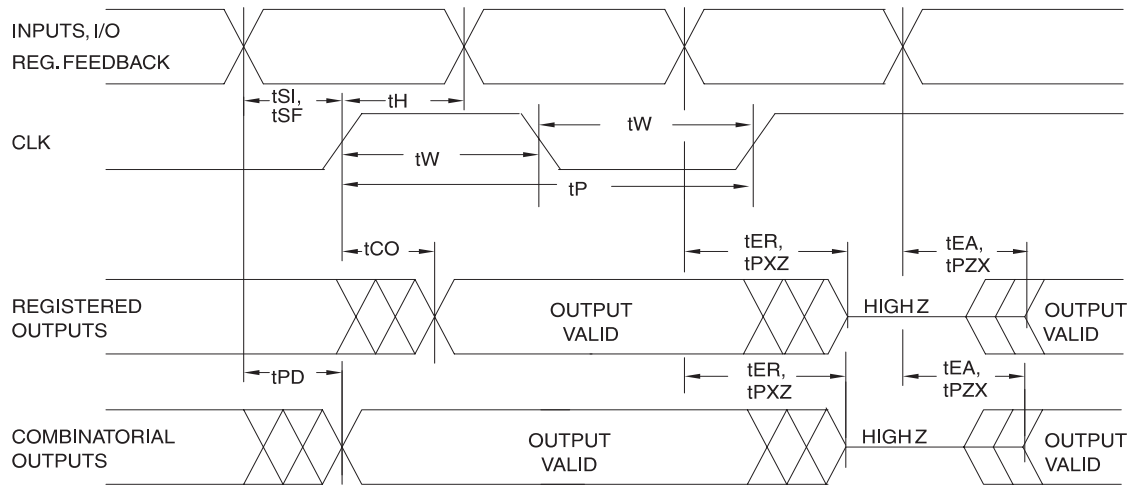 INPUTS, I/O
REG. FEEDBACK
tSI,
tSF
tH
CLK
tW
tW
tP
tCO
tER,
tPXZ
tEA,
tPZX
REGISTERED
OUTPUTS
OUTPUT
VALID
HIGH Z
OUTPUT
VALID
tPD
tER,
tPXZ
tEA,
tPZX
COMBINATORIAL
OUTPUTS
OUTPUT
VALID
HIGH Z
OUTPUT
VALID